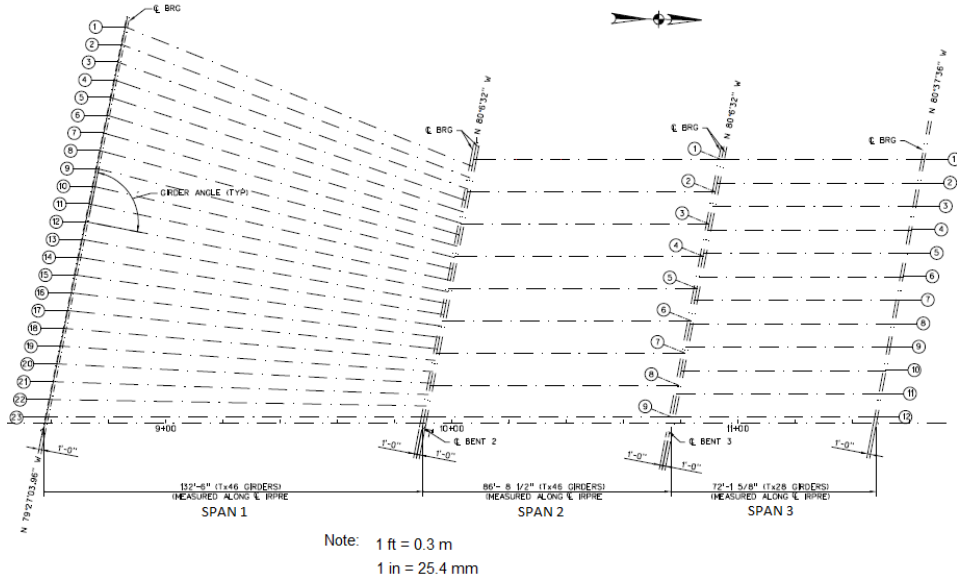 ℄ BRG
1
2
3
4
5
6
7
8
9
10
11
12
13
14
15
16
17
18
19
20
21
22
23
GIRDER ANGLE (TYP)
℄ BRG
N 80°6'32" W
℄ BRG
N 80°6'32" W
℄ BRG
N 80°37'36" W
1
2
3
4
5
6
7
8
9
1
2
3
4
5
6
7
8
9
10
11
12
9+00
10+00
11+00
℄ BENT 2
℄ BENT 3
1'-0"
1'-0"
1'-0"
1'-0"
1'-0"
1'-0"
N 79°27'03.96" W
132'-6" (Tx46 GIRDERS)
(MEASURED ALONG ℄ IRPRE
SPAN 1
86'- 8 1/2" (Tx46 GIRDERS)
(MEASURED ALONG ℄ IRPRE
SPAN 2
72'-1 5/8" (Tx28 GIRDERS)
(MEASURED ALONG ℄ IRPRE
SPAN 3
Note: 1 ft = 0.3 m
1 in = 25.4 mm